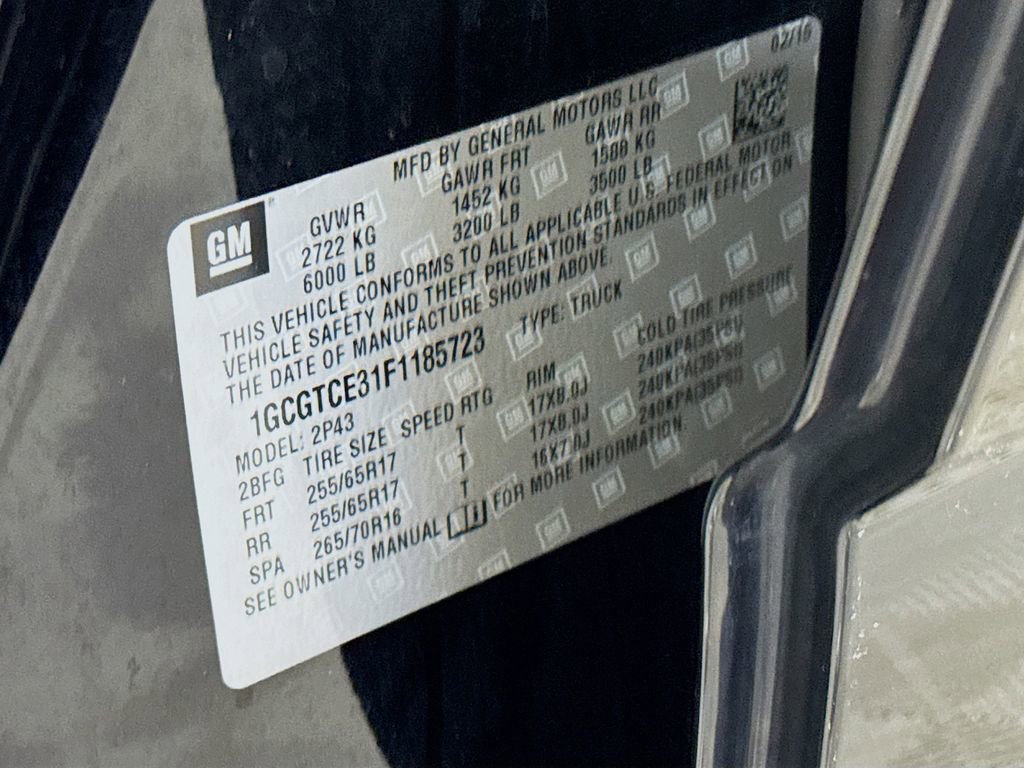 02/15
MFD BY GENERAL MOTORS LLC
GM
GVWR GAWR FRT GAWR RR
2722 KG 1452 KG 1588 KG
6000 LB 3200 LB 3500 LB
THIS VEHICLE CONFORMS TO ALL APPLICABLE U.S. FEDERAL MOTOR
VEHICLE SAFETY AND THEFT PREVENTION STANDARDS IN EFFECT ON
THE DATE OF MANUFACTURE SHOWN ABOVE.
1GCGTCE31F1185723 TYPE: TRUCK
MODEL: 2P43
2BFG TIRE SIZE SPEED RTG RIM COLD TIRE PRESSURE
FRT 255/65R17 T 17X8.0J 240KPA(35PSI)
RR 255/65R17 T 17X8.0J 240KPA(35PSI)
SPA 265/70R16 T 16X7.0J 240KPA(35PSI)
SEE OWNER'S MANUAL FOR MORE INFORMATION.